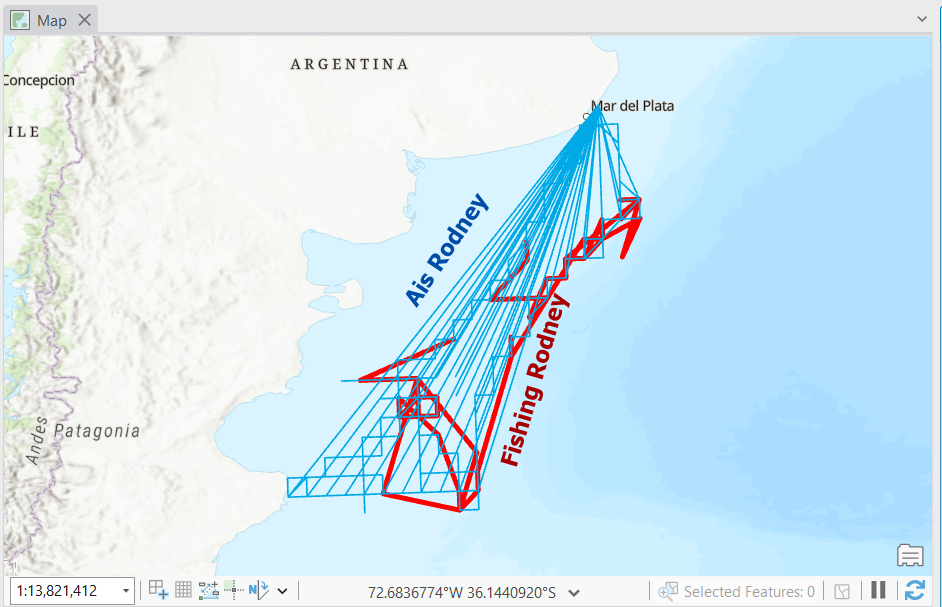 Map
ARGENTINA
Concepcion
Mar del Plata
ILE
Ais Rodney
Fishing Rodney
Andes
Patagonia
1:13,821,412
72.6836774°W 36.1440920°S
Selected Features: 0